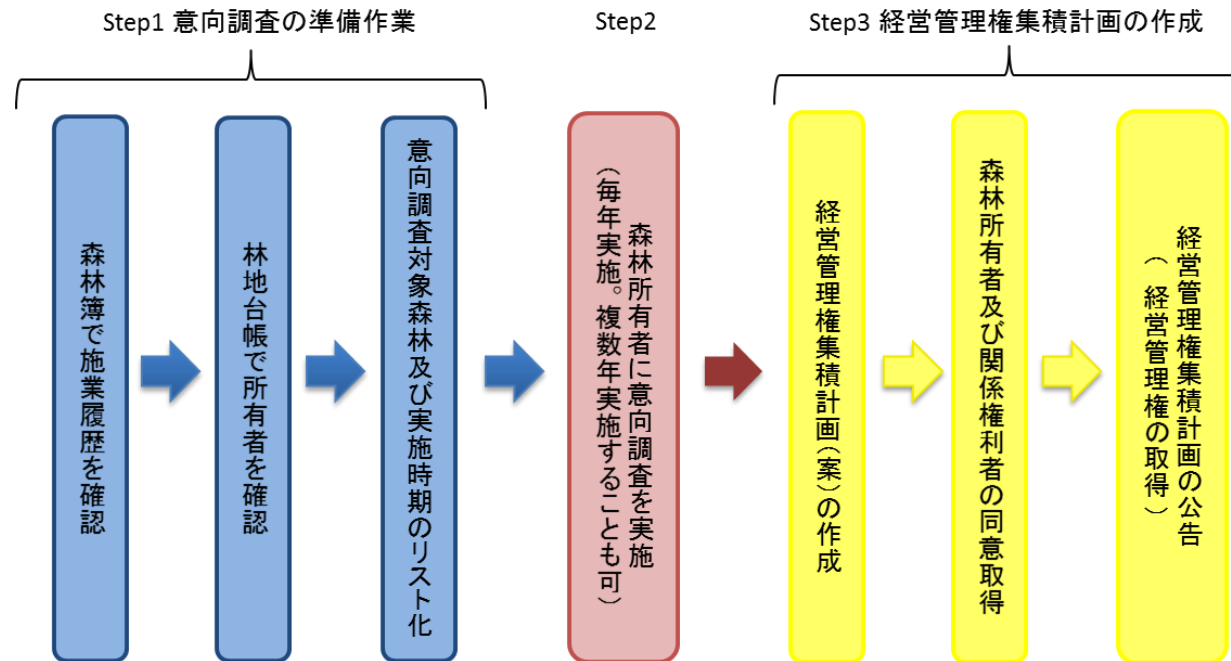 Step1 意向調査の準備作業
Step2
Step3 経営管理権集積計画の作成
森林簿で施業履歴を確認
林地台帳で所有者を確認
意向調査対象森林及び実施時期のリスト化
森林所有者に意向調査を実施
（毎年実施。複数年実施することも可）
経営管理権集積計画（案）の作成
森林所有者及び関係権利者の同意取得
経営管理権集積計画の公告
（　経営管理権の取得）